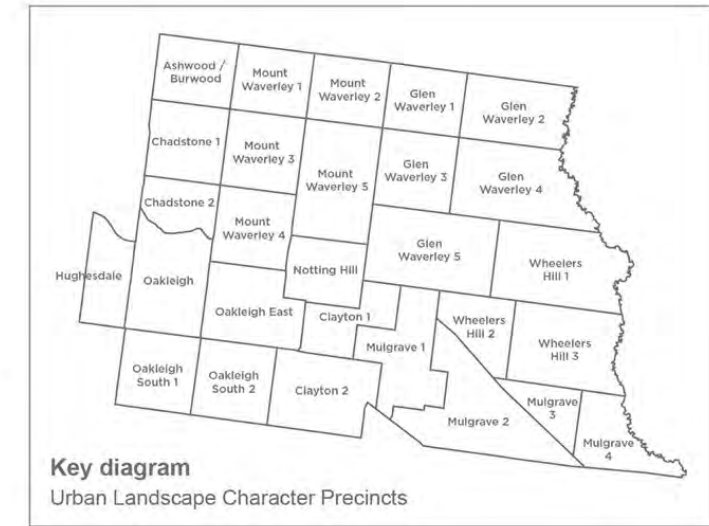 Ashwood /
Burwood
Mount
Waverley 1
Mount
Waverley 2
Glen
Waverley 1
Glen
Waverley 2
Chadstone 1
Mount
Waverley 3
Mount
Waverley 5
Glen
Waverley 3
Glen
Waverley 4
Chadstone 2
Mount
Waverley 4
Glen
Waverley 5
Wheelers
Hill 1
Hughesdale
Oakleigh
Notting Hill
Oakleigh East
Clayton 1
Mulgrave 1
Wheelers
Hill 2
Wheelers
Hill 3
Oakleigh
South 1
Oakleigh
South 2
Clayton 2
Mulgrave 2
Mulgrave
3
Mulgrave
4
Key diagram
Urban Landscape Character Precincts